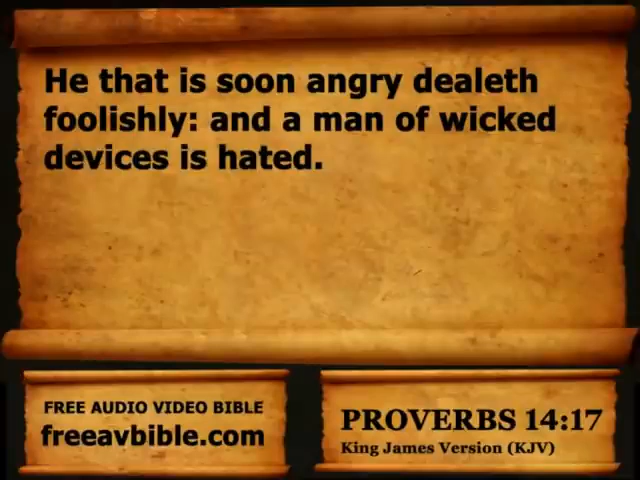 He that is soon angry dealeth
foolishly: and a man of wicked
devices is hated.
FREE AUDIO VIDEO BIBLE
freeavbible.com
PROVERBS 14:17
King James Version (KJV)